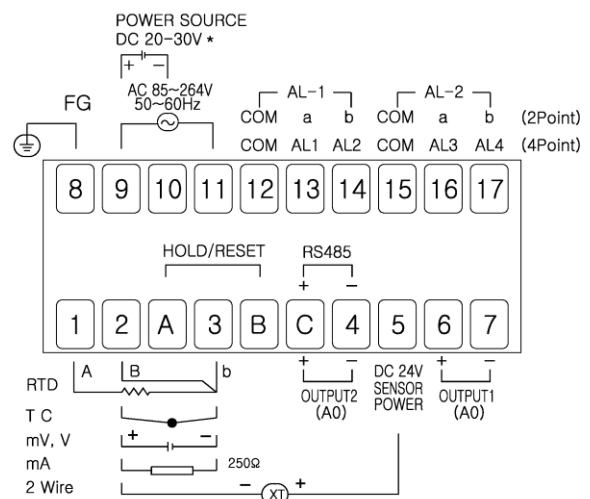 POWER SOURCE
DC 20-30V *
+ -
AC 85~264V
50~60Hz
FG
AL-1 AL-2
COM a b COM a b (2Point)
COM AL1 AL2 COM AL3 AL4 (4Point)
8 9 10 11 12 13 14 15 16 17
HOLD/RESET RS485
+ -
1 2 A 3 B C 4 5 6 7
A B b
+ - DC 24V + -
RTD SENSOR
OUTPUT2 POWER OUTPUT1
(A0) (A0)
T C
mV, V + -
mA 250Ω
2 Wire - XT +